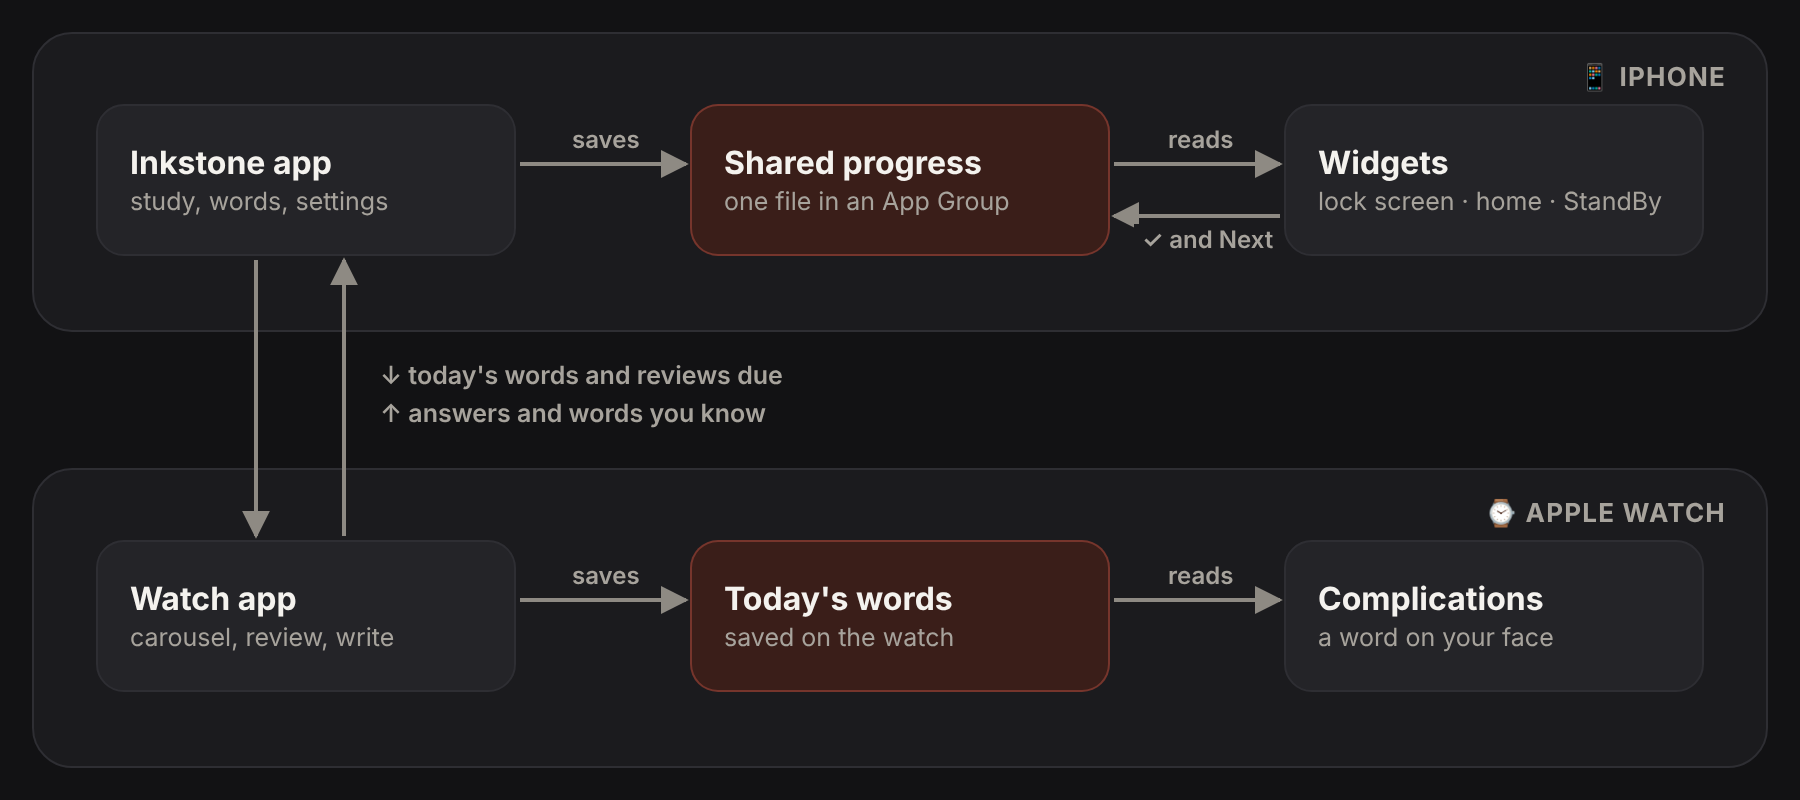 📱 IPHONE
Inkstone app
study, words, settings
saves
Shared progress
one file in an App Group
reads
✓ and Next
Widgets
lock screen · home · StandBy
↓ today's words and reviews due
↑ answers and words you know
⌚ APPLE WATCH
Watch app
carousel, review, write
saves
Today's words
saved on the watch
reads
Complications
a word on your face